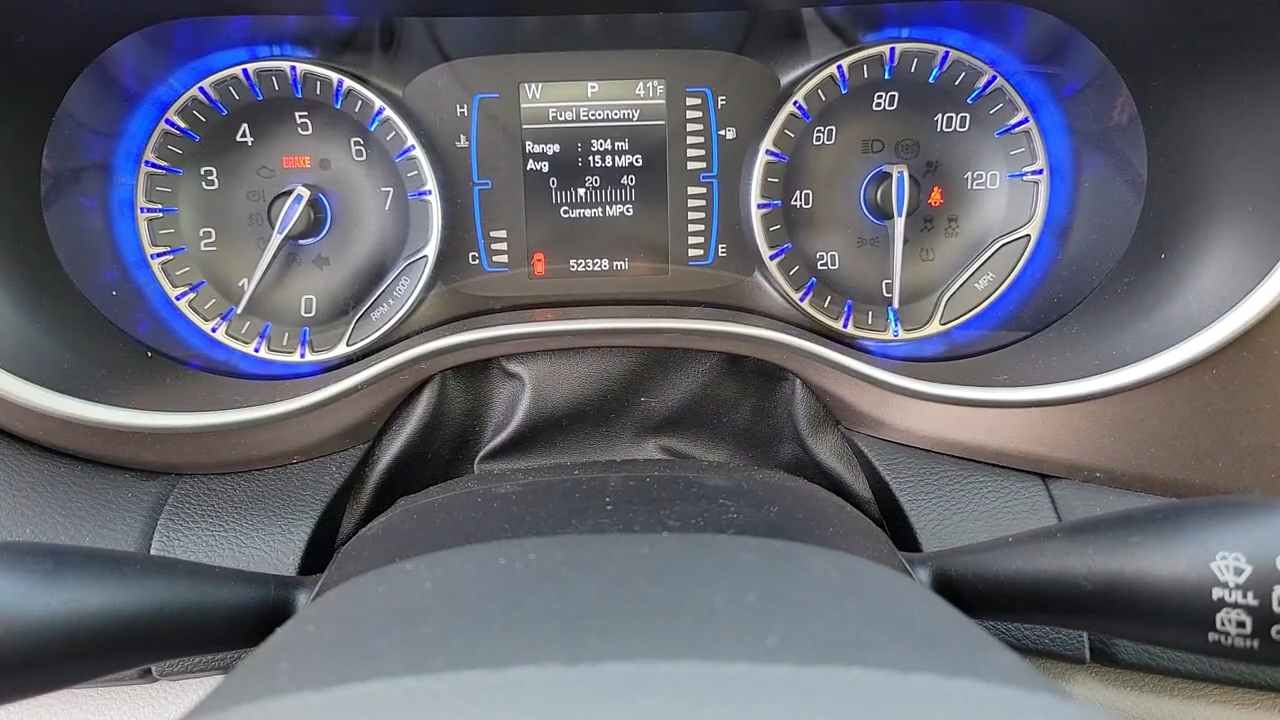 W P 41°F
Fuel Economy
Range : 304 mi
Avg : 15.8 MPG
0 20 40
Current MPG
52328 mi
H
C
F
E
0
1
2
3
4
5
6
7
BRAKE
RPM x 1000
0
20
40
60
80
100
120
ABS
OFF
MPH
PULL
PUSH